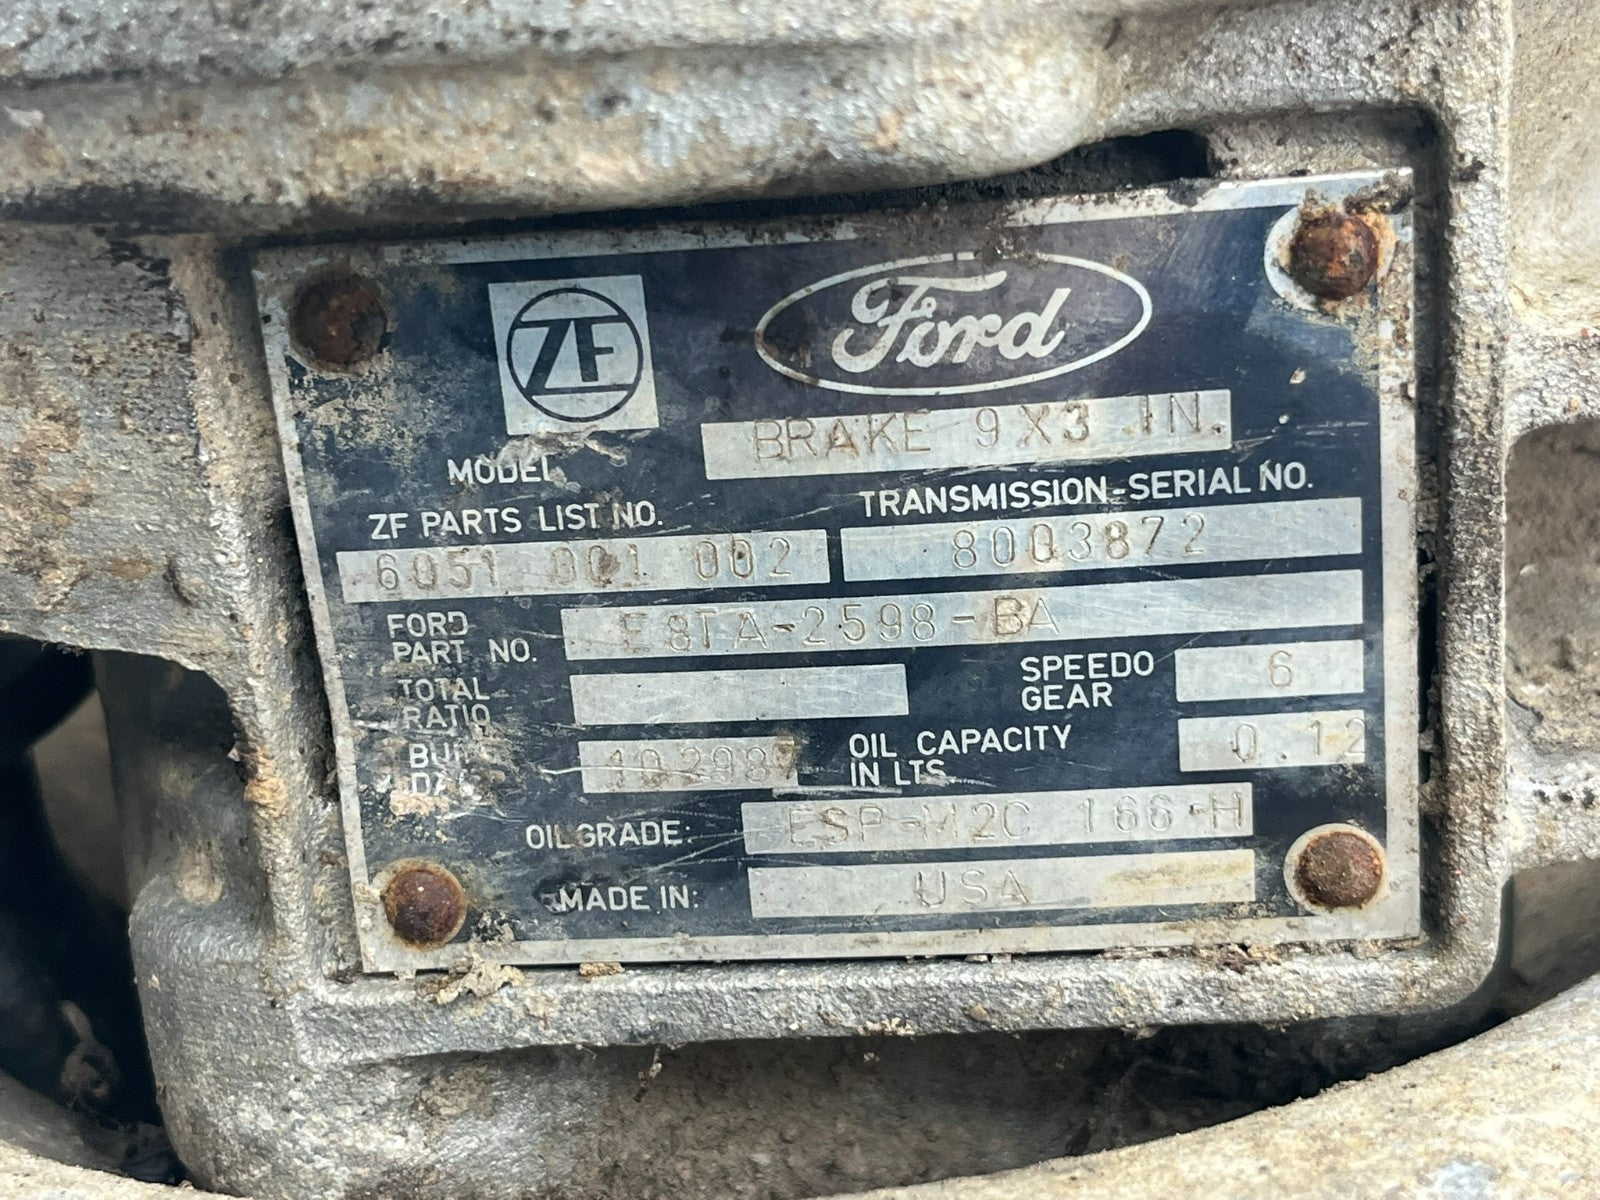 ZF
Ford
MODEL BRAKE 9X3 IN.
ZF PARTS LIST NO. TRANSMISSION-SERIAL NO.
6051 001 002 8003872
FORD
PART NO. E8TA-2598-BA
TOTAL
RATIO
SPEEDO
GEAR 6
OIL CAPACITY
IN LTS. 0.12
OIL GRADE: ESP-M2C 166-H
MADE IN: USA